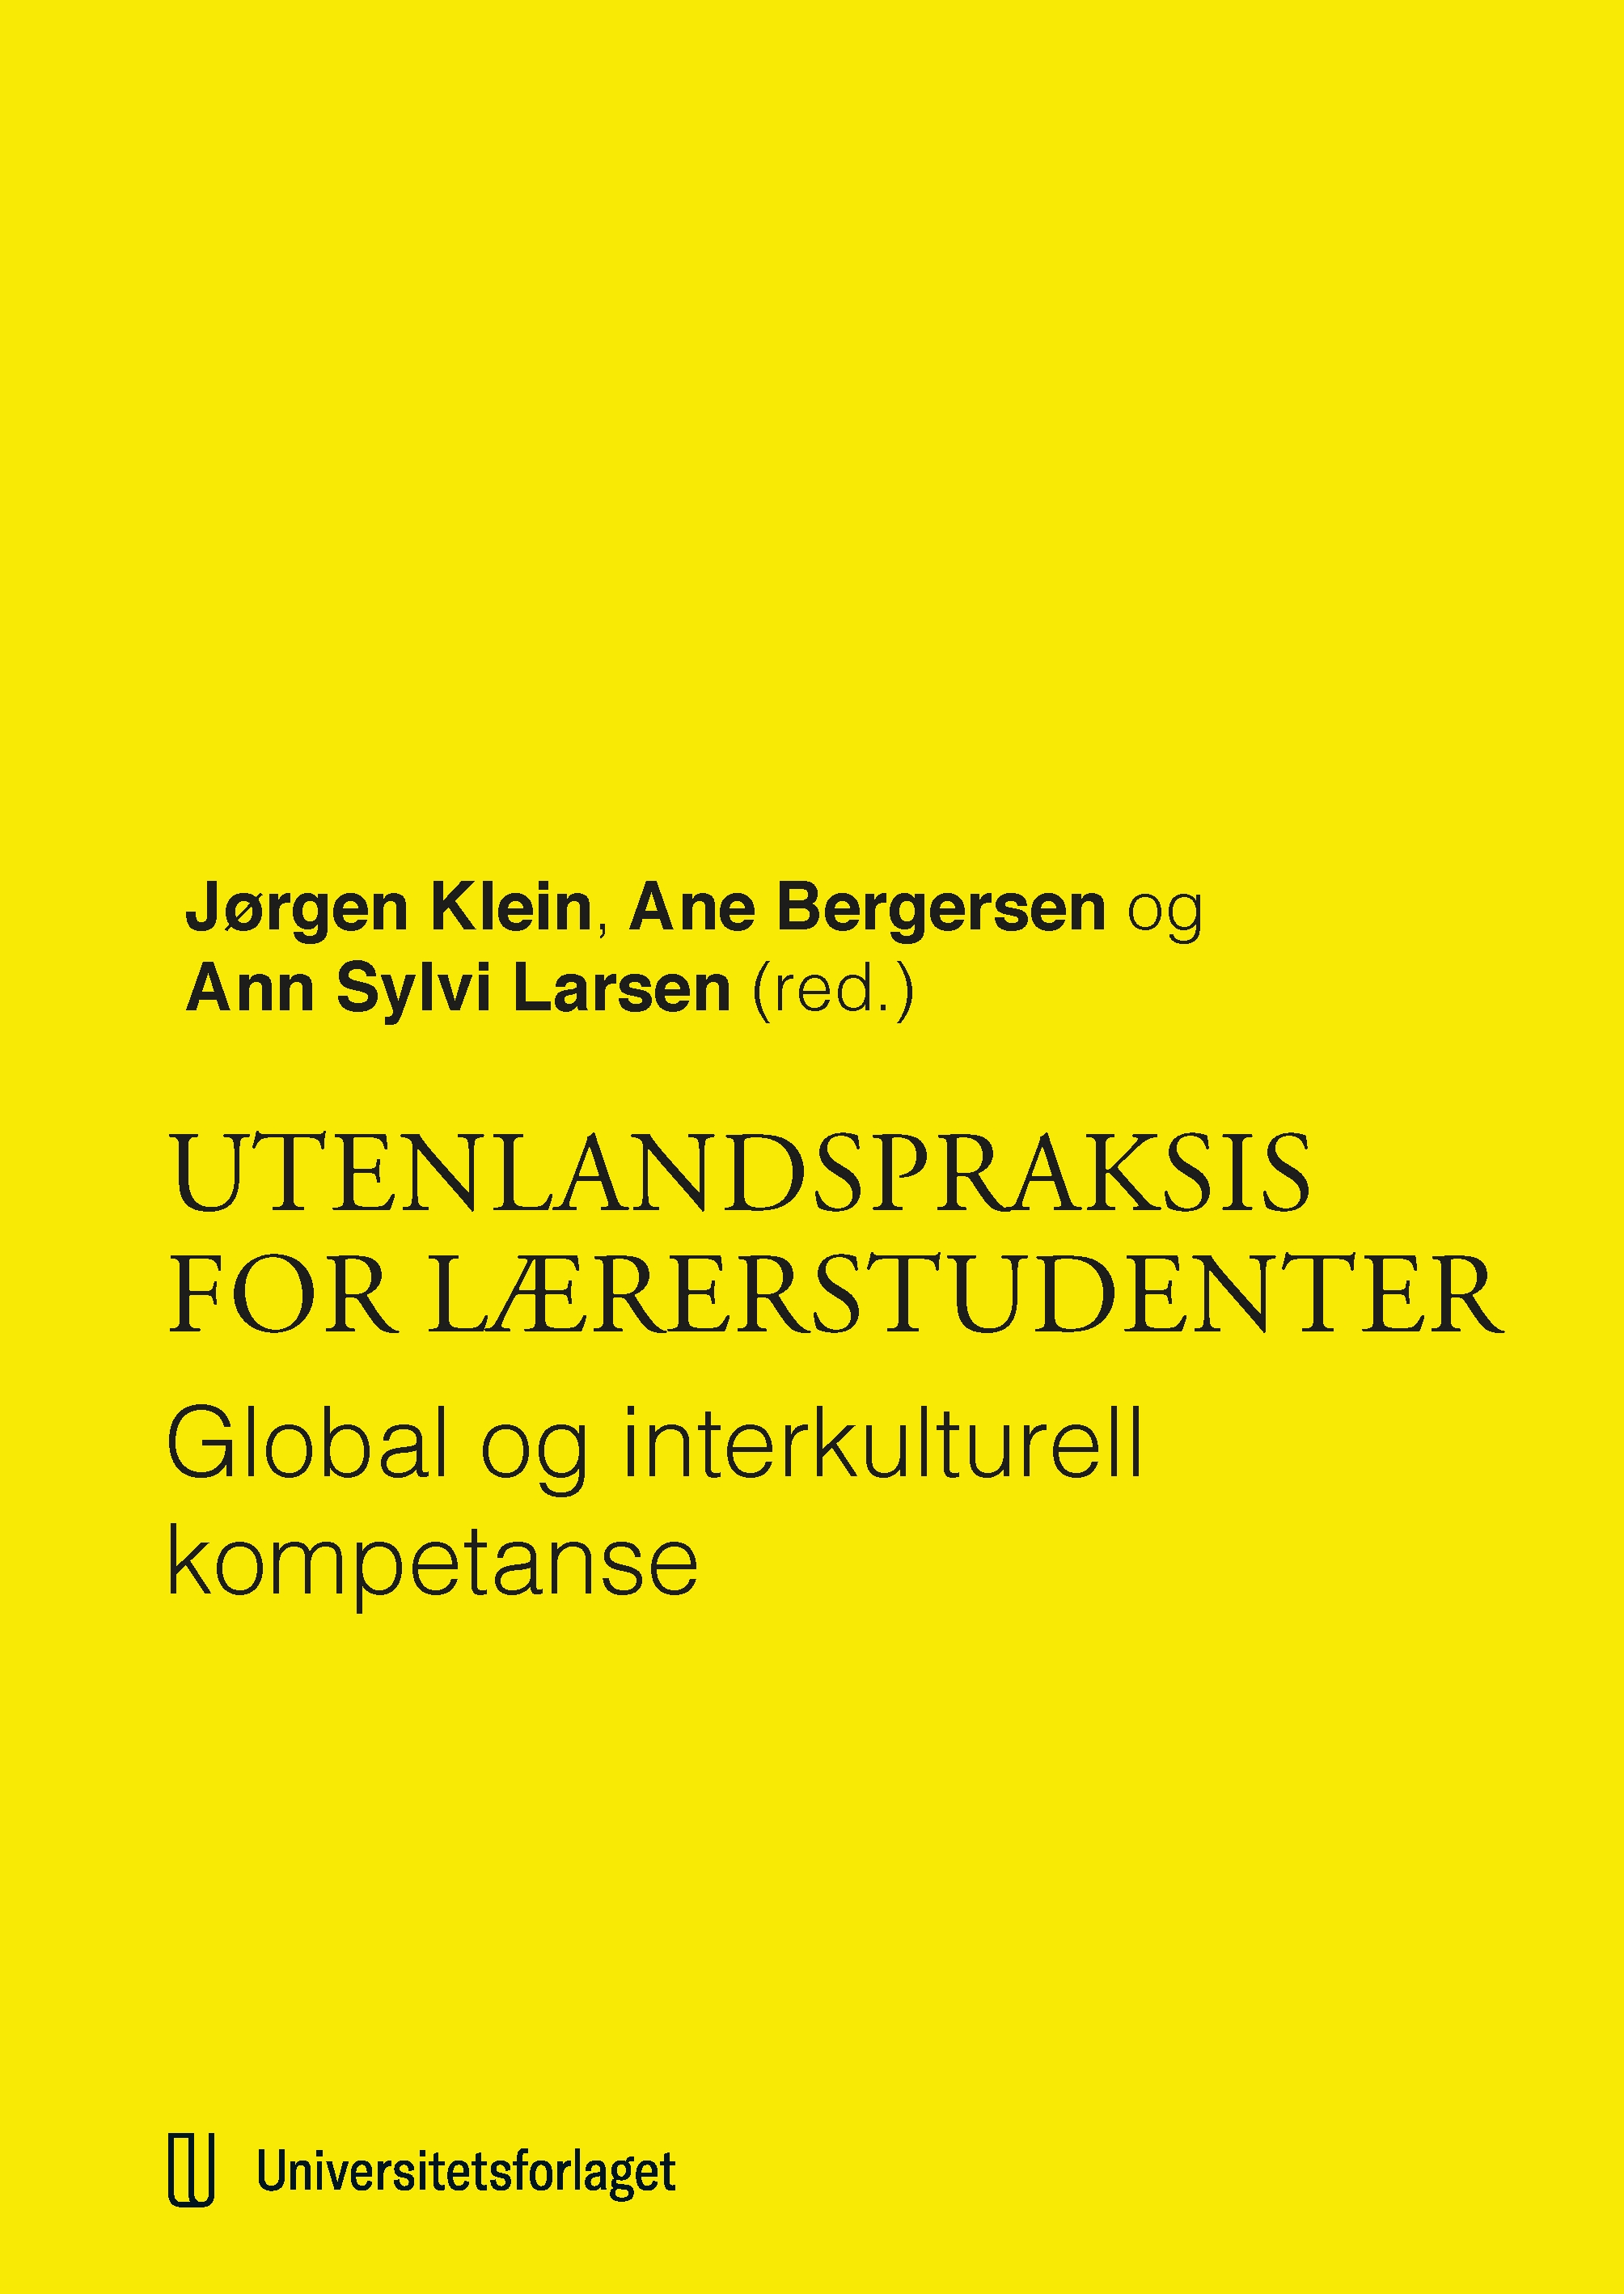 Jørgen Klein, Ane Bergersen og
Ann Sylvi Larsen (red.)
UTENLANDSPRAKSIS
FOR LÆRERSTUDENTER
Global og interkulturell
kompetanse
Universitetsforlaget